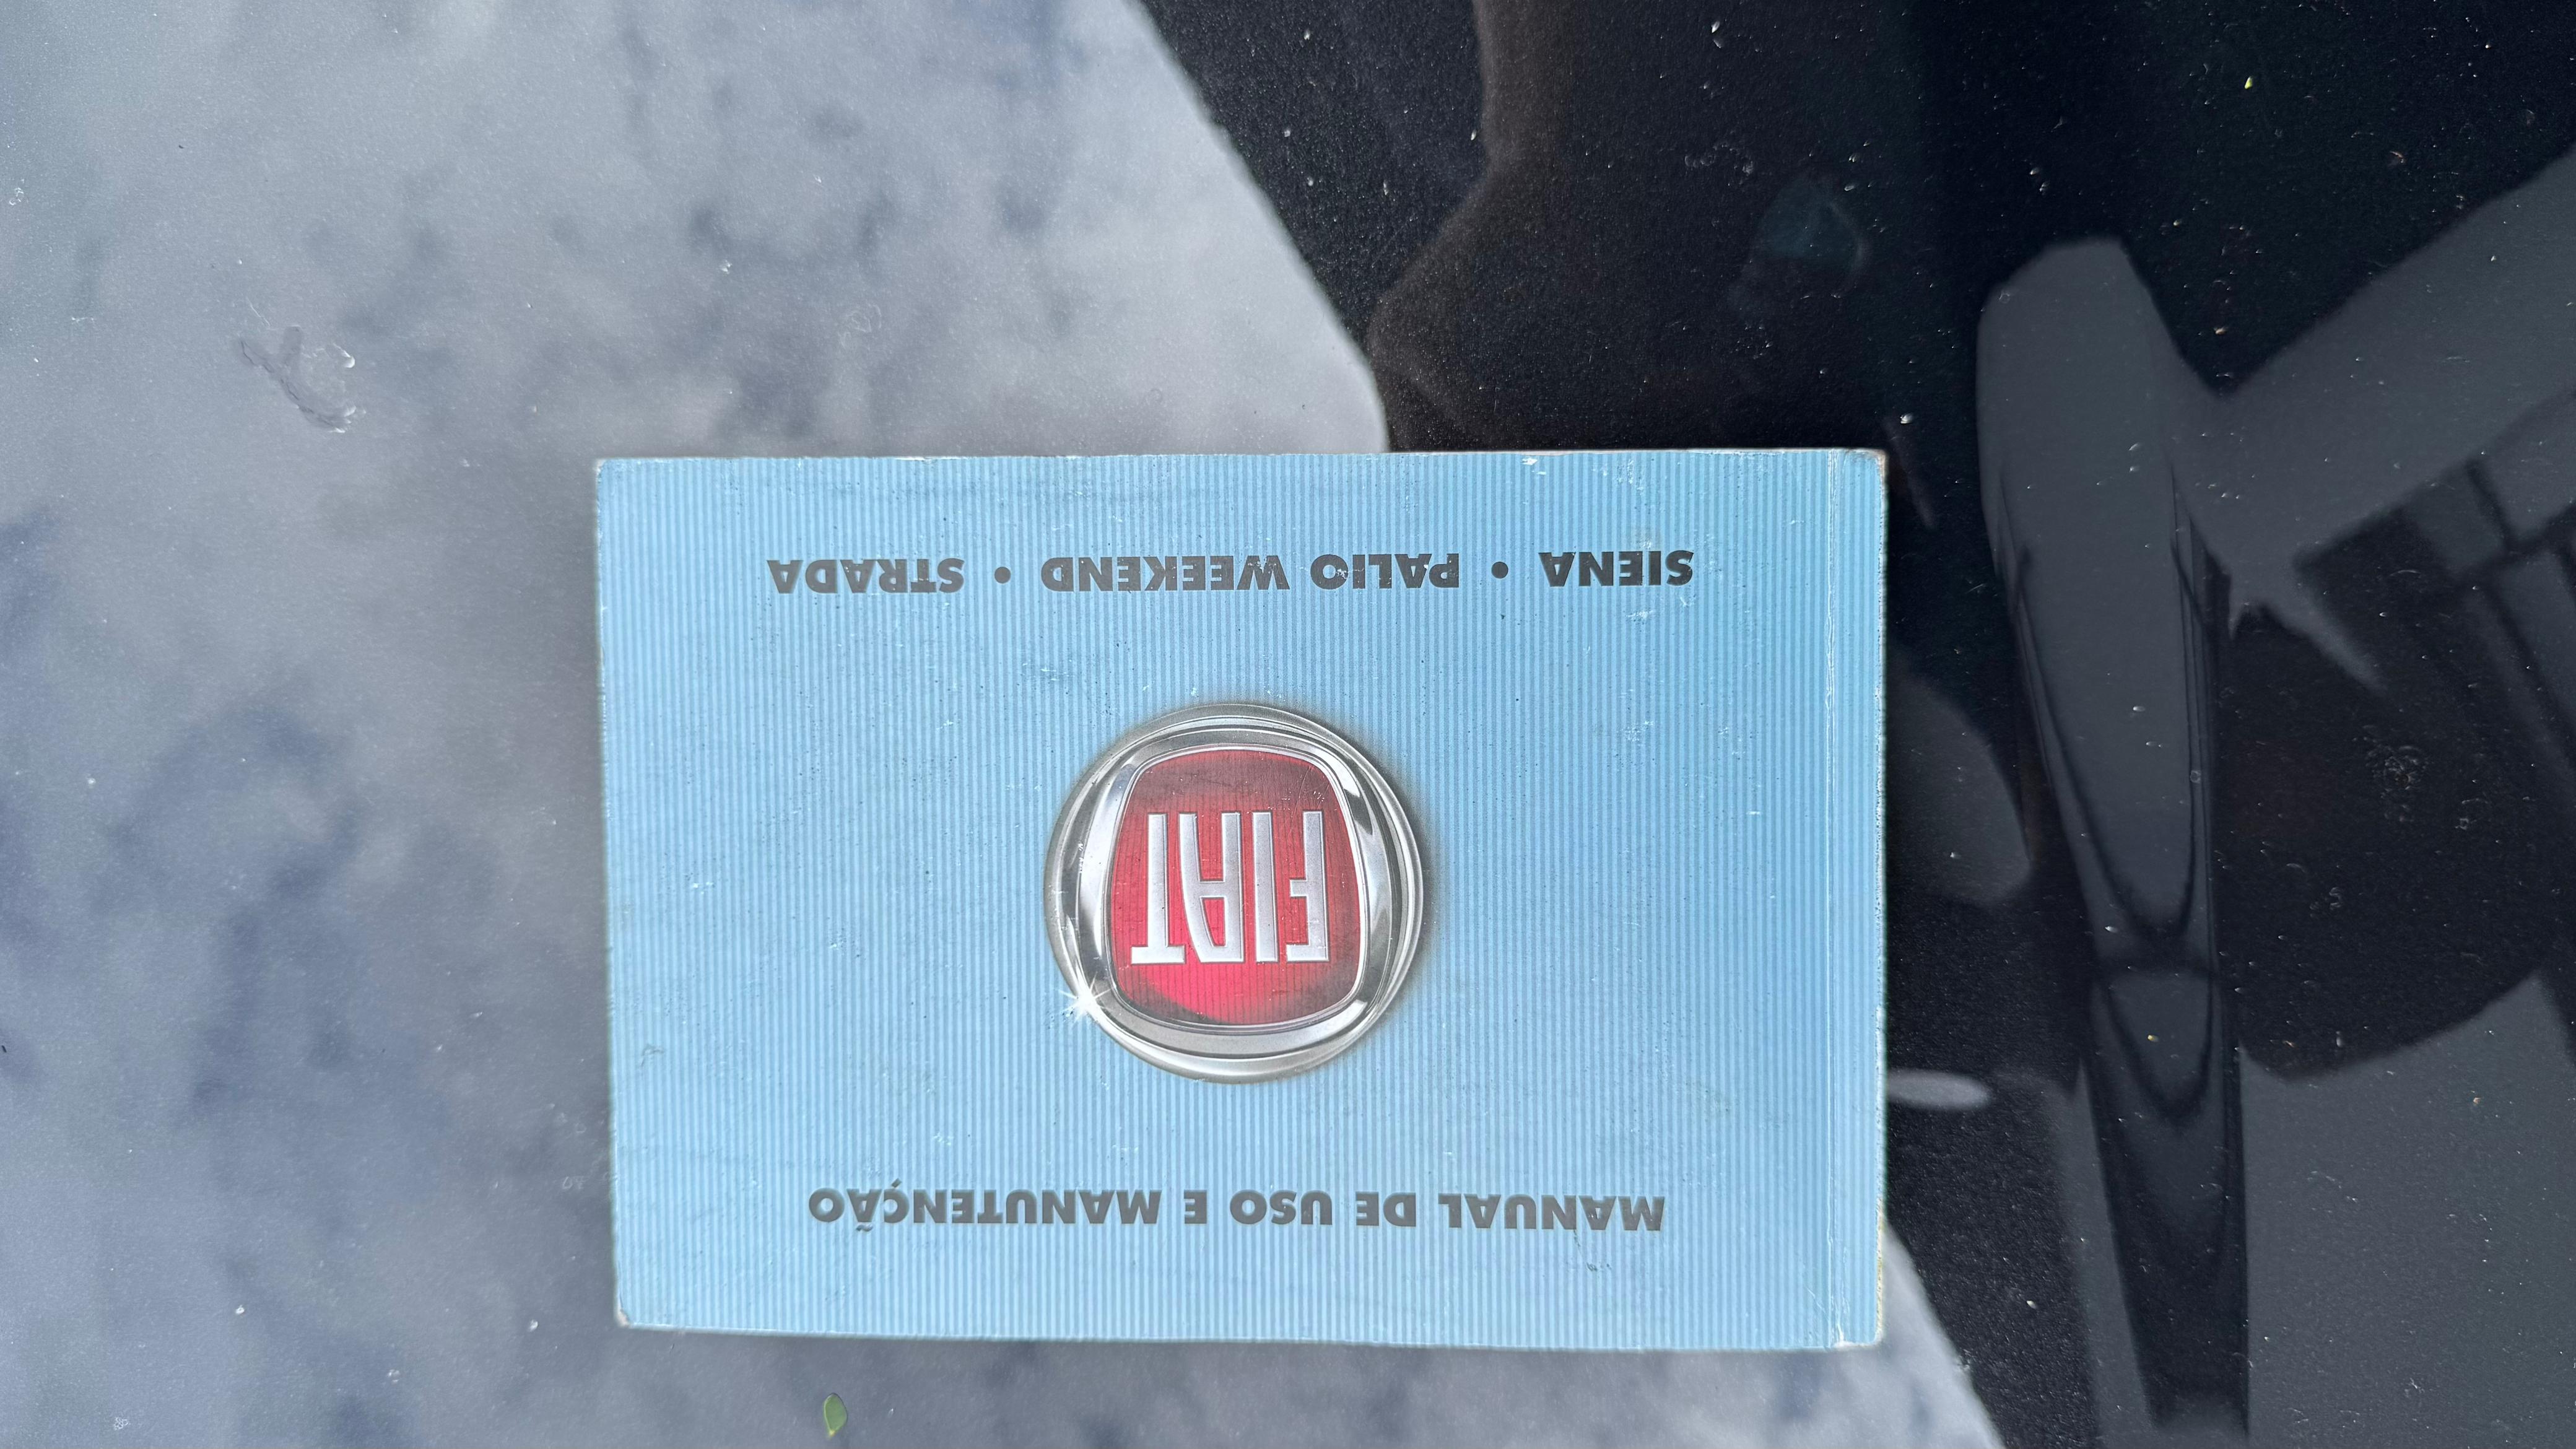 MANUAL DE USO E MANUTENÇÃO
FIAT
SIENA • PALIO WEEKEND • STRADA